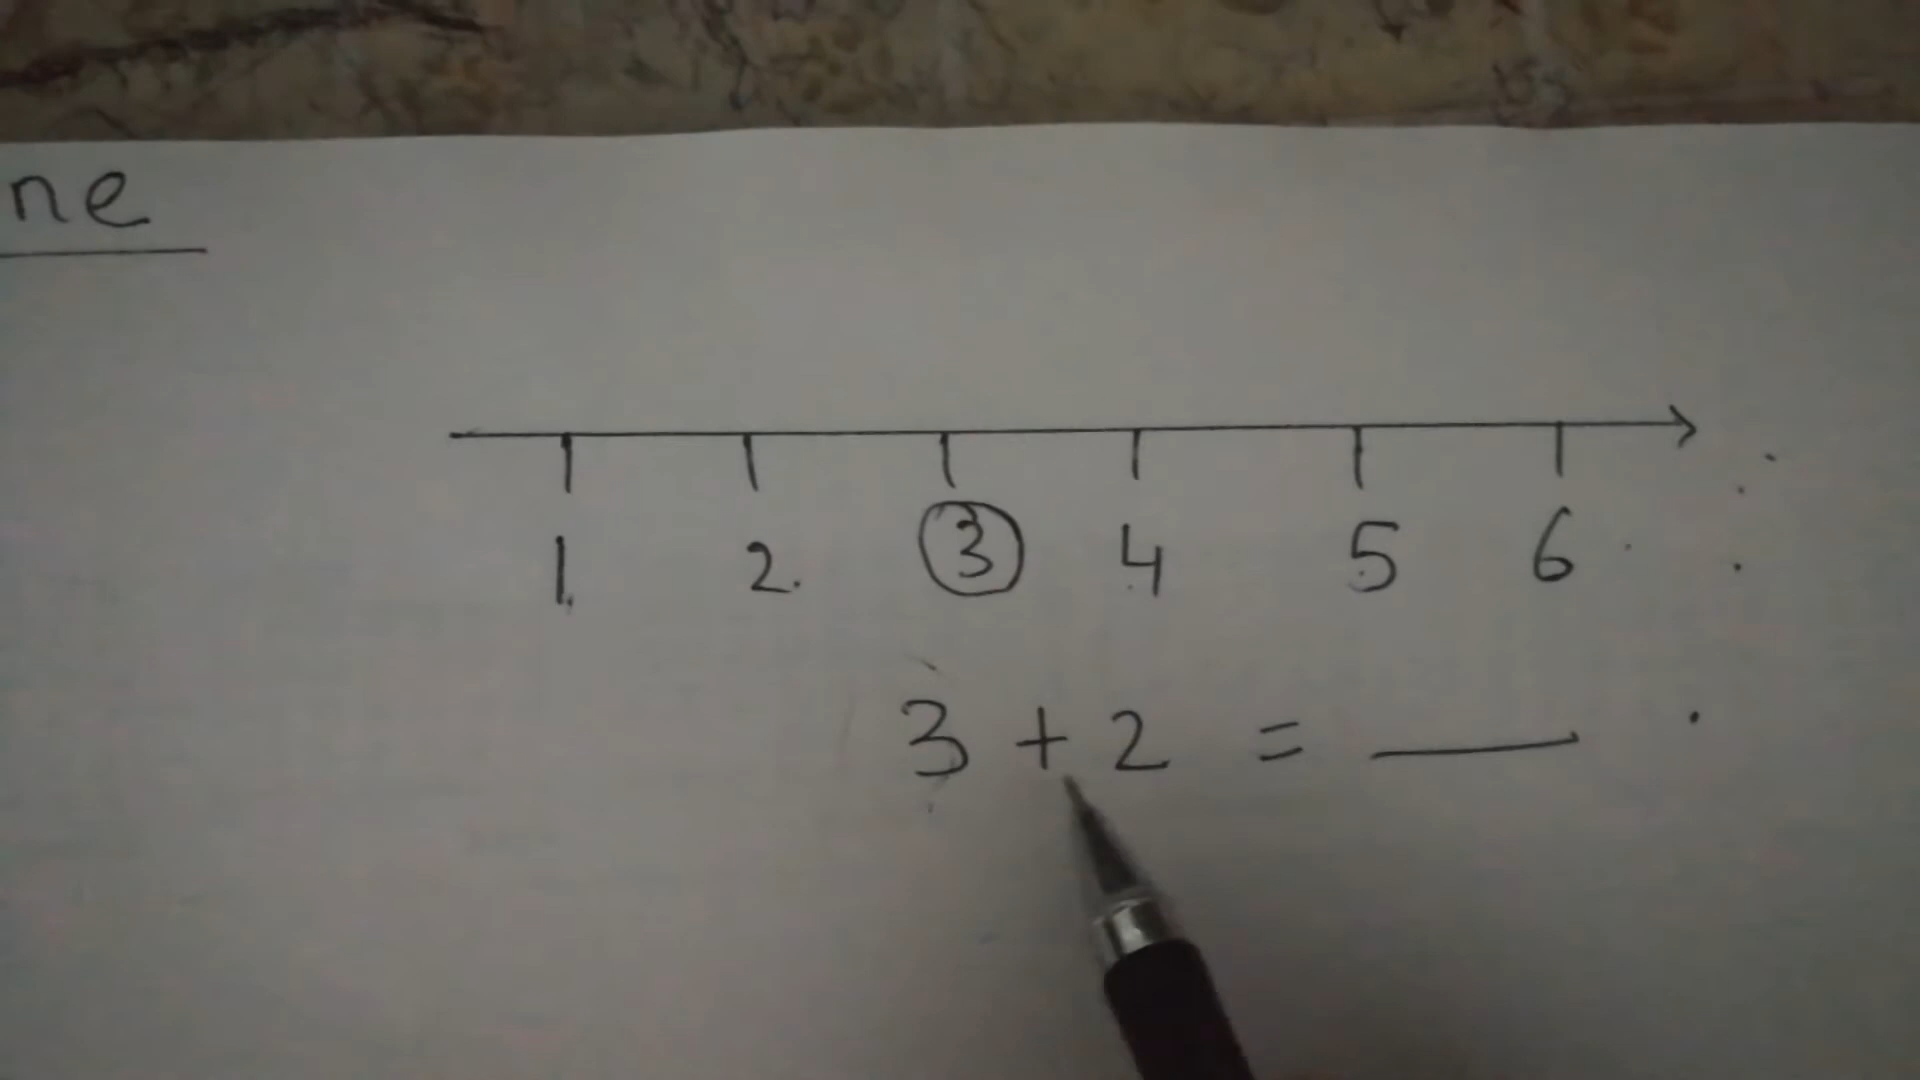 ne
1 2 3 4 5 6
3 + 2 = ___